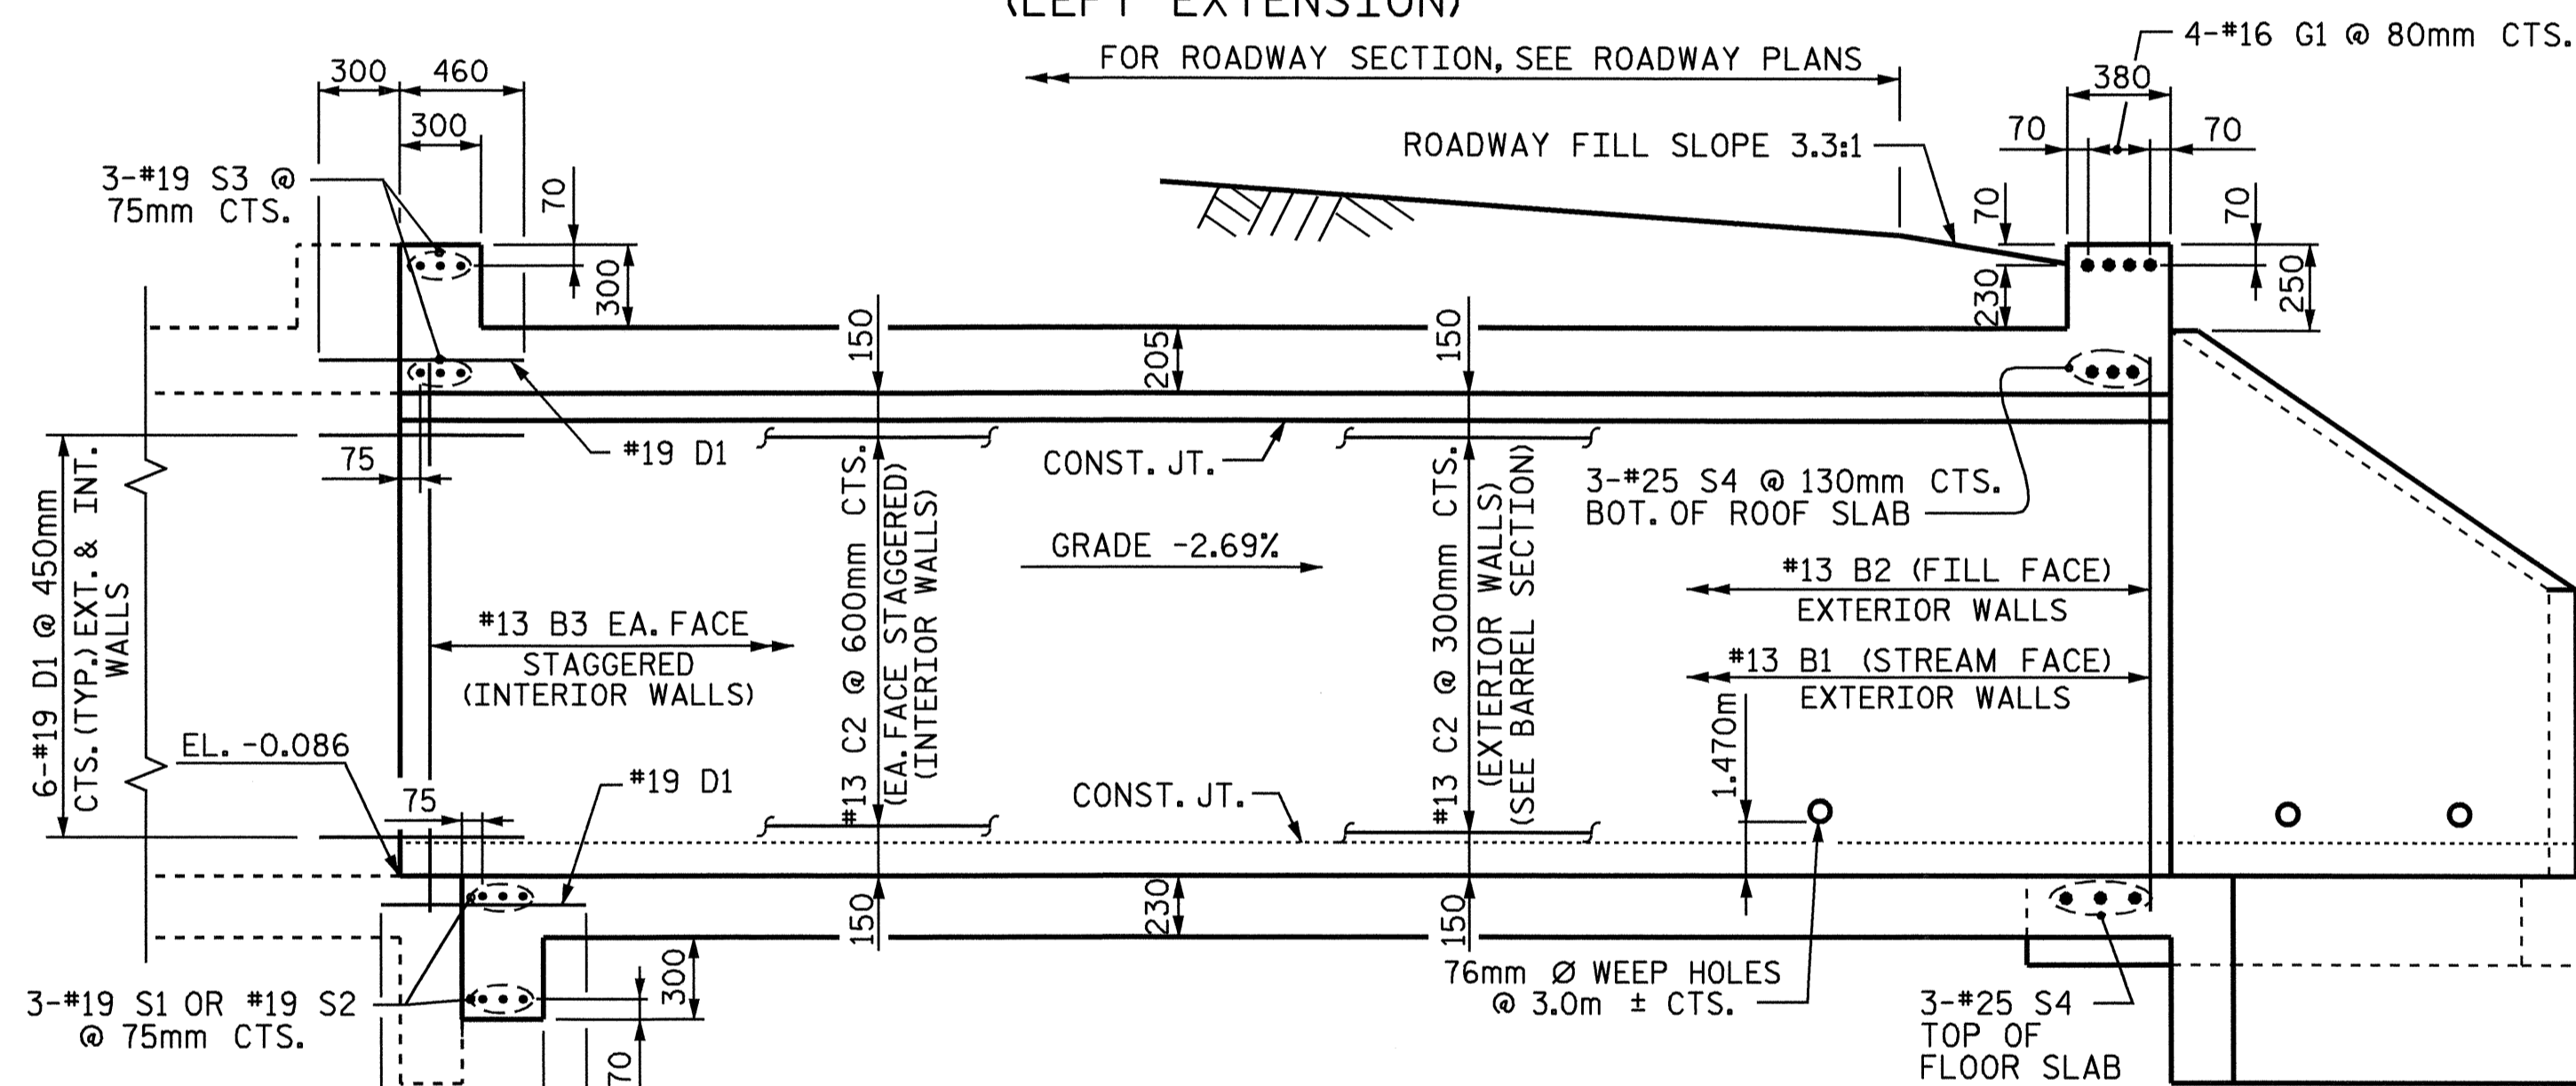 (LEFT EXTENSION)
4-#16 G1 @ 80mm CTS.
FOR ROADWAY SECTION, SEE ROADWAY PLANS
300
460
380
300
70
70
ROADWAY FILL SLOPE 3.3:1
3-#19 S3 @
75mm CTS.
70
300
70
230
70
250
150
205
150
6-#19 D1 @ 450mm
CTS. (TYP.) EXT. & INT.
WALLS
75
#19 D1
#13 C2 @ 600mm CTS.
(EA. FACE STAGGERED)
(INTERIOR WALLS)
CONST. JT.
#13 C2 @ 300mm CTS.
(EXTERIOR WALLS)
(SEE BARREL SECTION)
3-#25 S4 @ 130mm CTS.
BOT. OF ROOF SLAB
GRADE -2.69%
#13 B2 (FILL FACE)
EXTERIOR WALLS
#13 B3 EA. FACE
STAGGERED
(INTERIOR WALLS)
#13 B1 (STREAM FACE)
EXTERIOR WALLS
1.470m
EL. -0.086
#19 D1
75
CONST. JT.
150
230
150
300
76mm Ø WEEP HOLES
@ 3.0m ± CTS.
3-#19 S1 OR #19 S2
@ 75mm CTS.
3-#25 S4
TOP OF
FLOOR SLAB
70